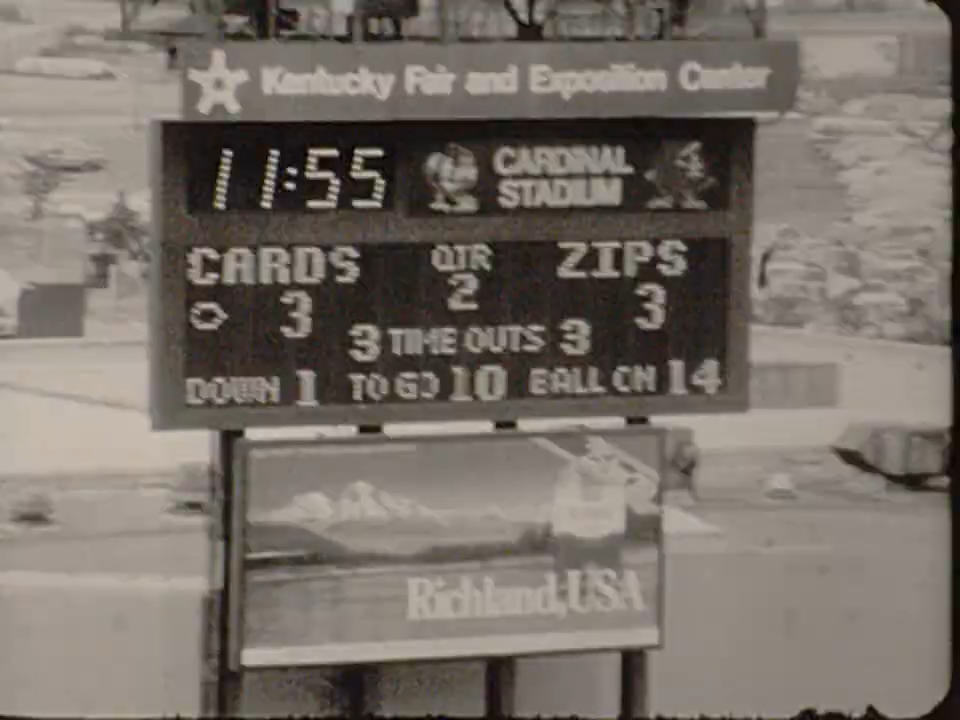 Kentucky Fair and Exposition Center
11:55
CARDINAL
STADIUM
CARDS QTR ZIPS
3 2 3
3 TIME OUTS 3
DOWN 1 TO GO 10 BALL ON 14
Richland, USA